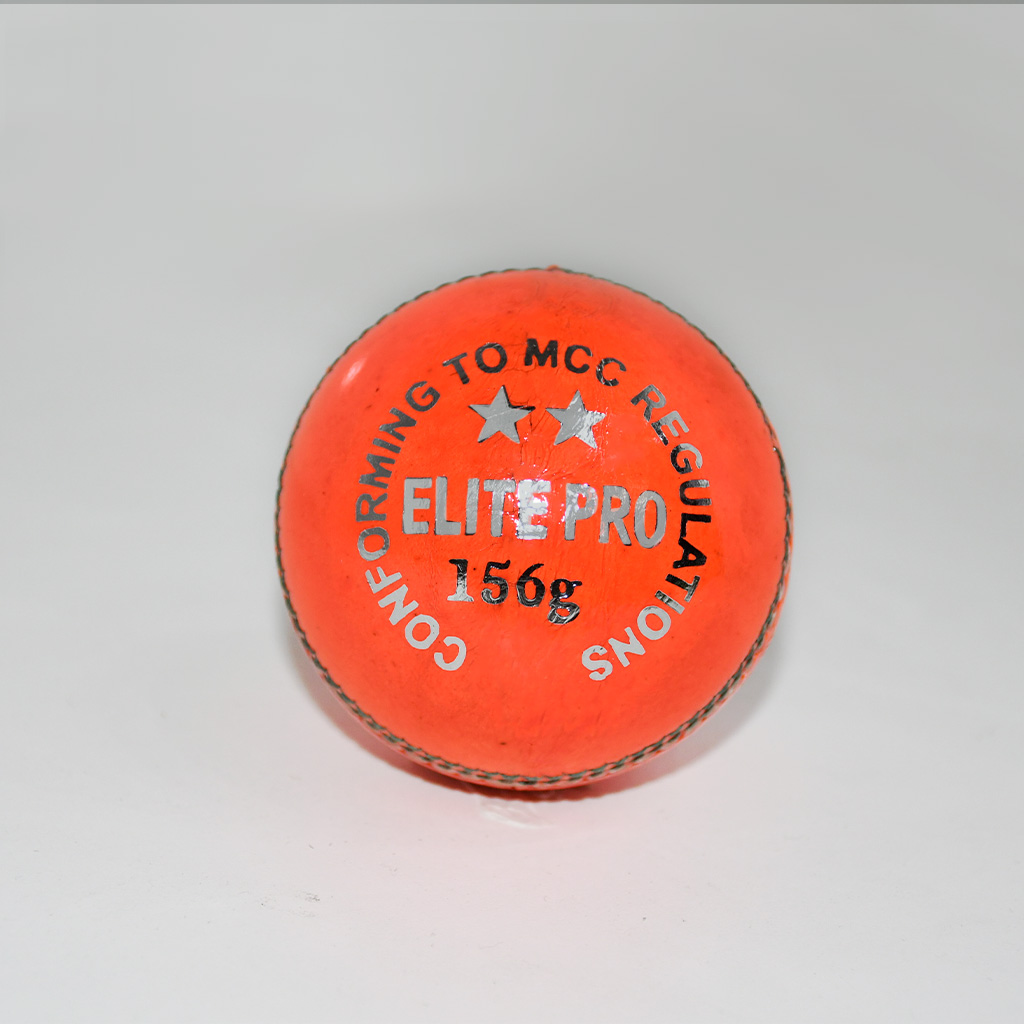 CONFORMING TO MCC REGULATIONS
ELITE PRO
156g